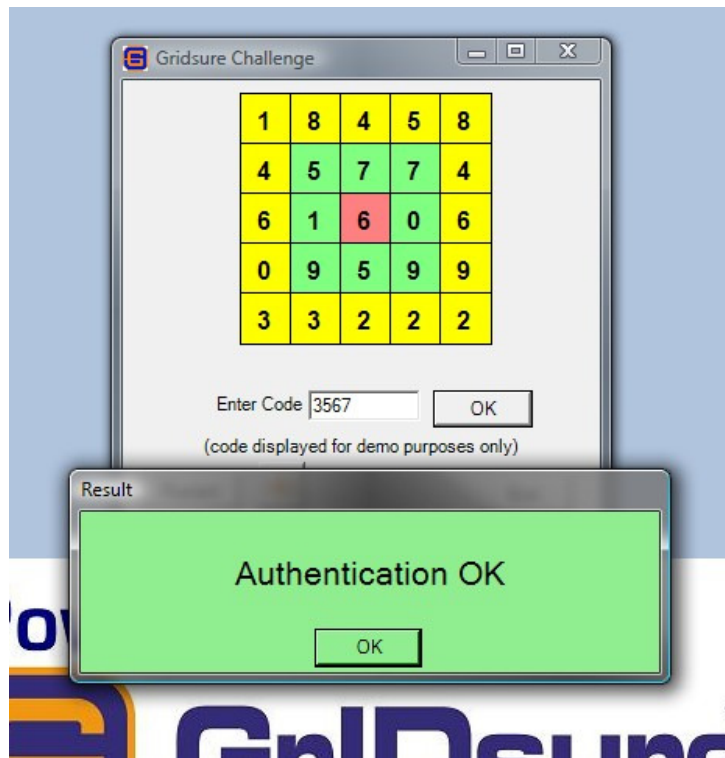 Gridsure Challenge
1 8 4 5 8
4 5 7 7 4
6 1 6 0 6
0 9 5 9 9
3 3 2 2 2
Enter Code 3567 OK
(code displayed for demo purposes only)
Result
Authentication OK
OK